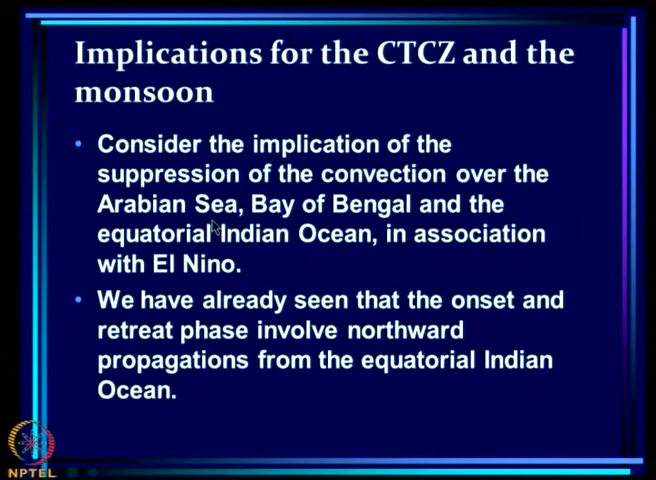 Implications for the CTCZ and the
monsoon
• Consider the implication of the
suppression of the convection over the
Arabian Sea, Bay of Bengal and the
equatorial Indian Ocean, in association
with El Nino.
• We have already seen that the onset and
retreat phase involve northward
propagations from the equatorial Indian
Ocean.
NPTEL